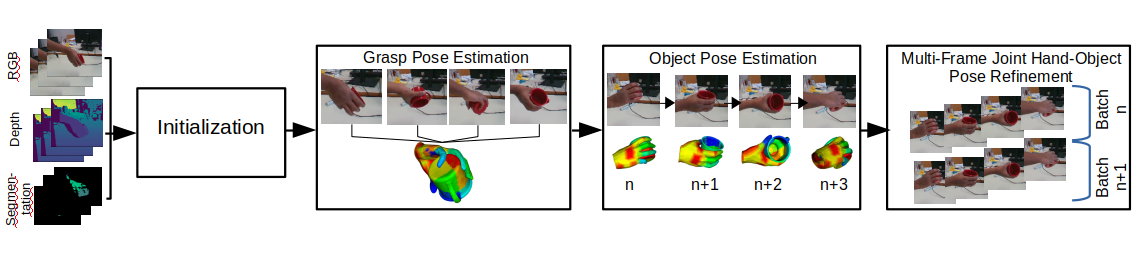 RGB
Depth
Segmen-
tation
Initialization
Grasp Pose Estimation
Object Pose Estimation
n
n+1
n+2
n+3
Multi-Frame Joint Hand-Object
Pose Refinement
Batch
n
Batch
n+1